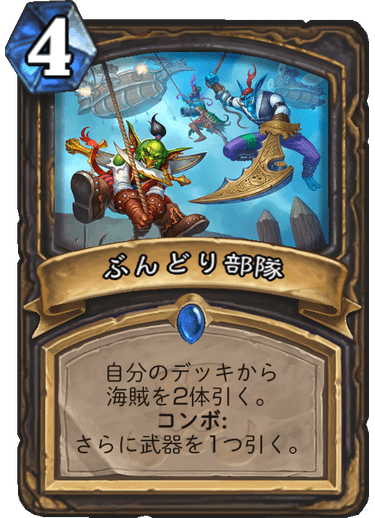 4
ぶんどり部隊
自分のデッキから
海賊を2体引く。
コンボ:
さらに武器を1つ引く。